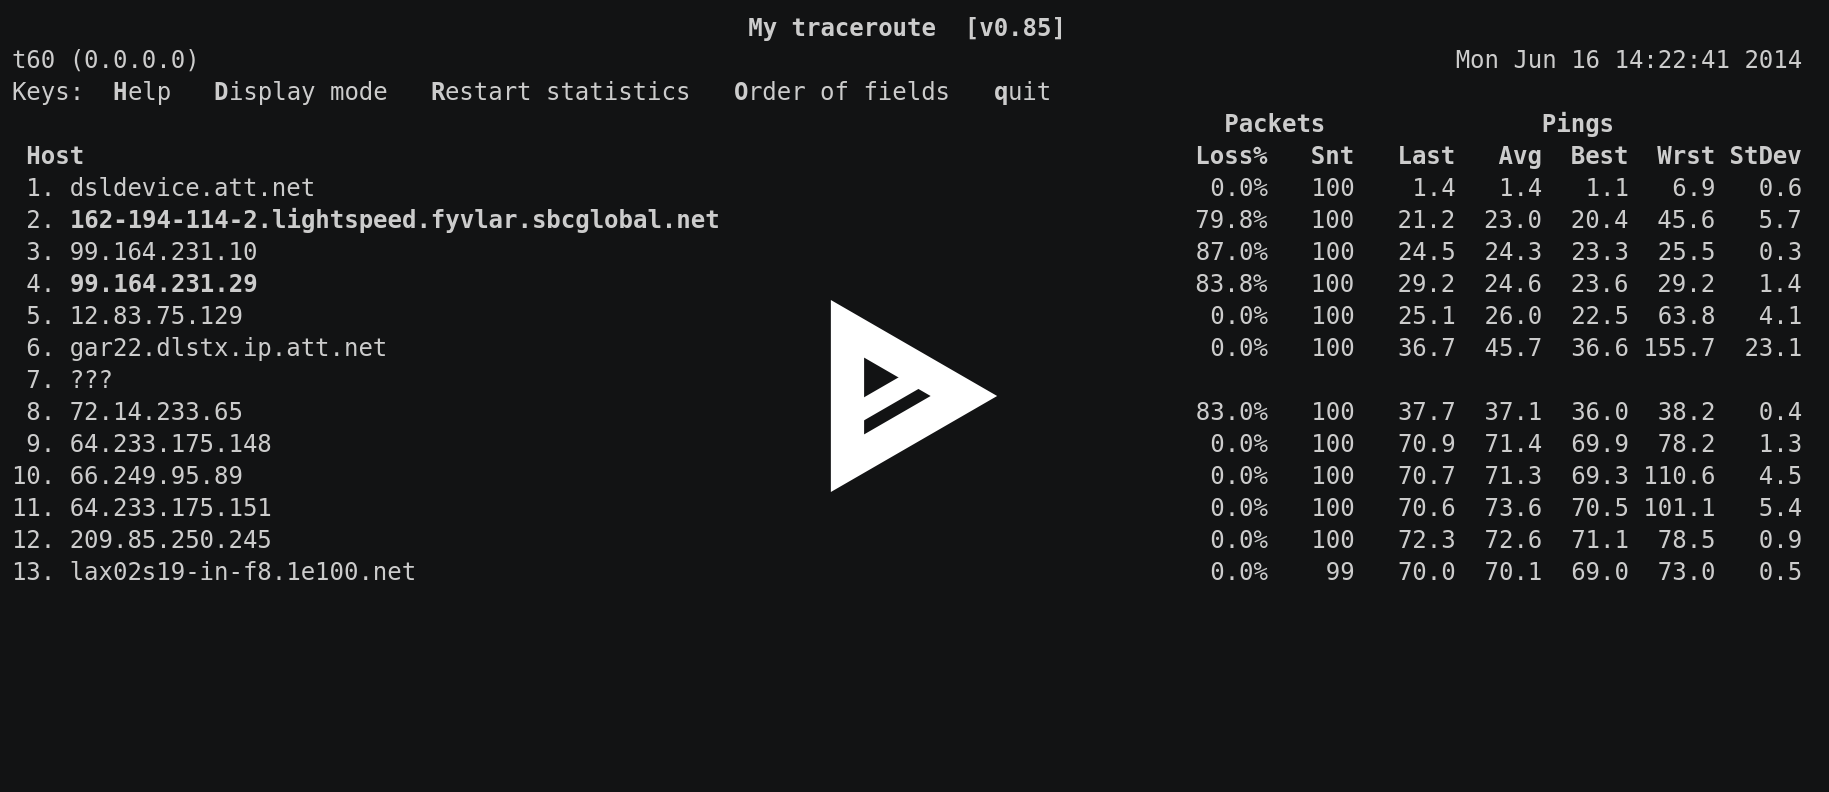 My traceroute  [v0.85]
t60 (0.0.0.0)                                                                                       Mon Jun 16 14:22:41 2014
Keys:  Help   Display mode   Restart statistics   Order of fields   quit
Packets               Pings
Host                                                                             Loss%   Snt   Last   Avg  Best  Wrst StDev
1. dsldevice.att.net                                                              0.0%   100    1.4   1.4   1.1   6.9   0.6
2. 162-194-114-2.lightspeed.fyvlar.sbcglobal.net                                 79.8%   100   21.2  23.0  20.4  45.6   5.7
3. 99.164.231.10                                                                 87.0%   100   24.5  24.3  23.3  25.5   0.3
4. 99.164.231.29                                                                 83.8%   100   29.2  24.6  23.6  29.2   1.4
5. 12.83.75.129                                                                   0.0%   100   25.1  26.0  22.5  63.8   4.1
6. gar22.dlstx.ip.att.net                                                         0.0%   100   36.7  45.7  36.6 155.7  23.1
7. ???
8. 72.14.233.65                                                                  83.0%   100   37.7  37.1  36.0  38.2   0.4
9. 64.233.175.148                                                                 0.0%   100   70.9  71.4  69.9  78.2   1.3
10. 66.249.95.89                                                                   0.0%   100   70.7  71.3  69.3 110.6   4.5
11. 64.233.175.151                                                                 0.0%   100   70.6  73.6  70.5 101.1   5.4
12. 209.85.250.245                                                                 0.0%   100   72.3  72.6  71.1  78.5   0.9
13. lax02s19-in-f8.1e100.net                                                       0.0%    99   70.0  70.1  69.0  73.0   0.5